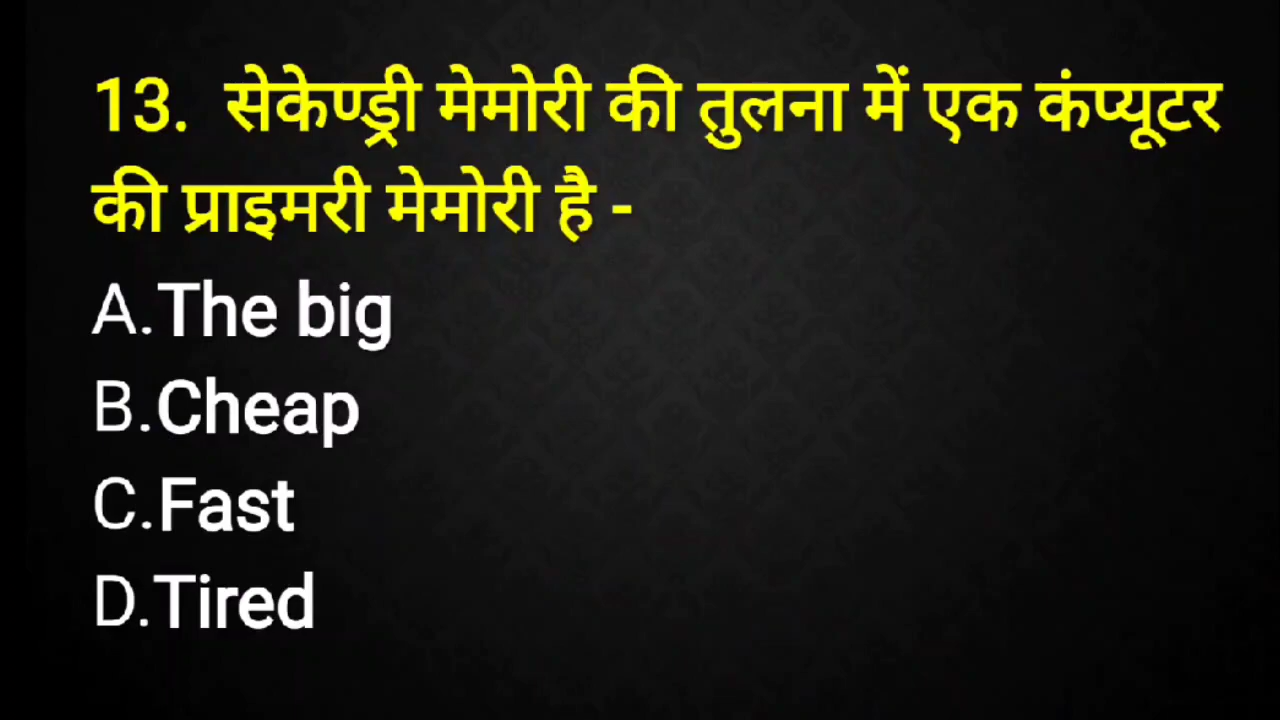 13. सेकेण्ड्री मेमोरी की तुलना में एक कंप्यूटर
की प्राइमरी मेमोरी है -
A.The big
B.Cheap
C.Fast
D.Tired